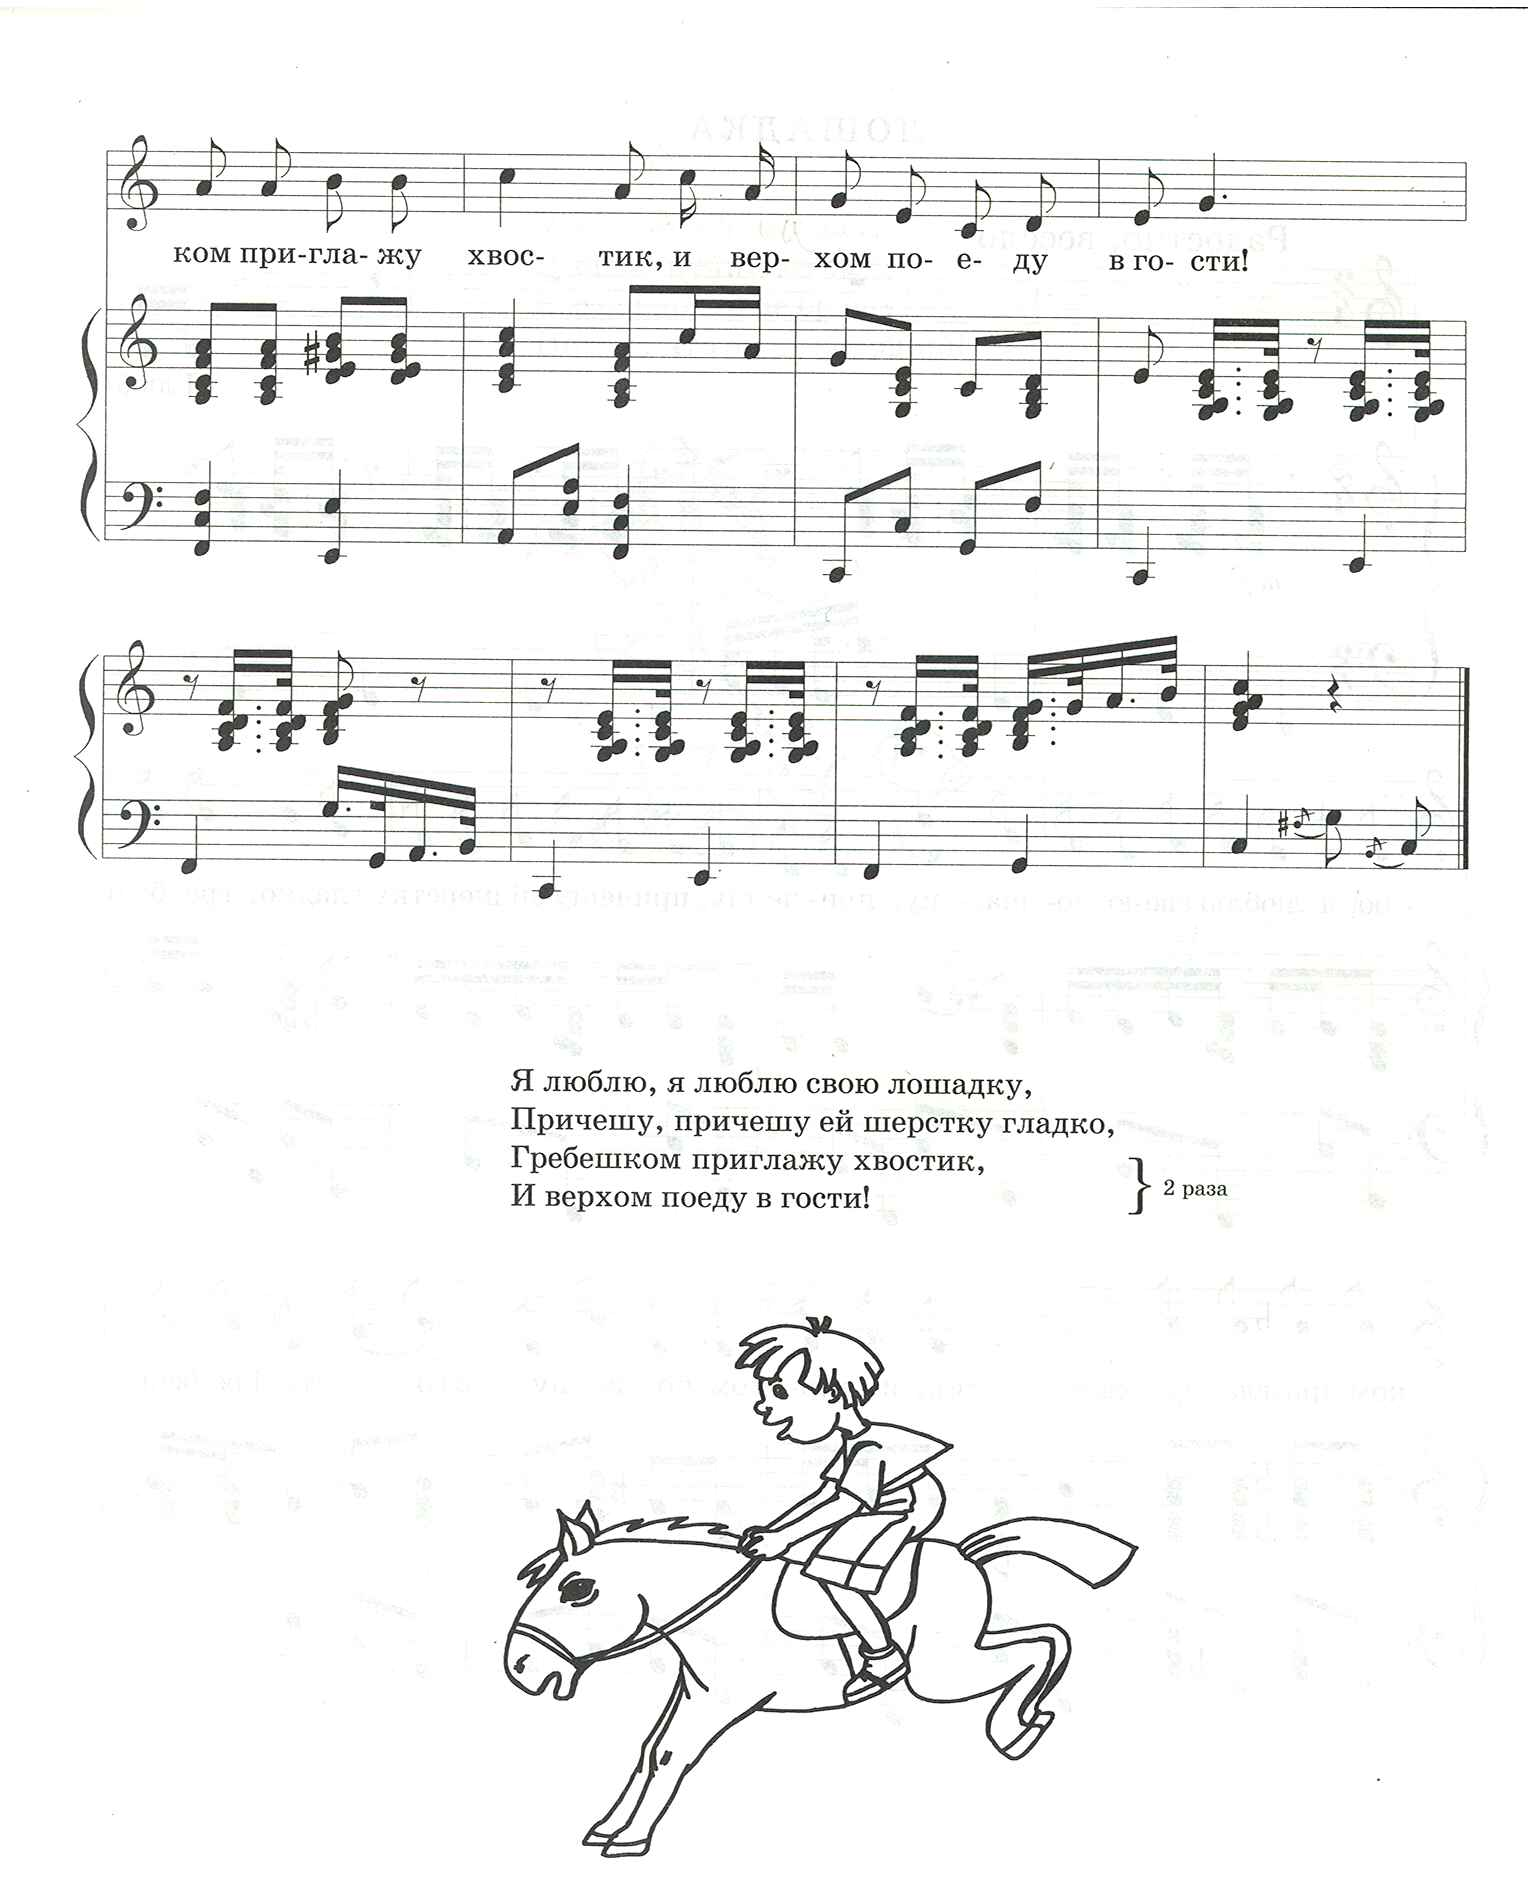 ком при-гла- жу хвос- тик, и вер- хом по- е- ду в го- сти!
Я люблю, я люблю свою лошадку,
Причешу, причешу ей шерстку гладко,
Гребешком приглажу хвостик,
И верхом поеду в гости!
2 раза